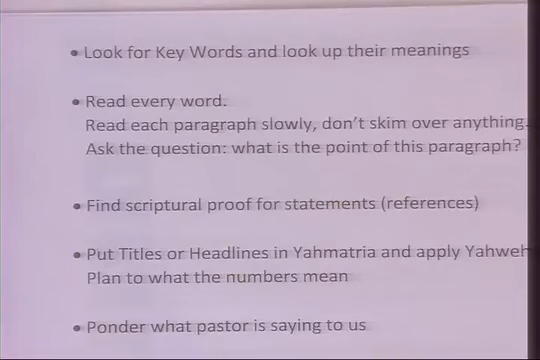 • Look for Key Words and look up their meanings
• Read every word.
Read each paragraph slowly, don't skim over anything.
Ask the question: what is the point of this paragraph?
• Find scriptural proof for statements (references)
• Put Titles or Headlines in Yahmatria and apply Yahweh
Plan to what the numbers mean
• Ponder what pastor is saying to us